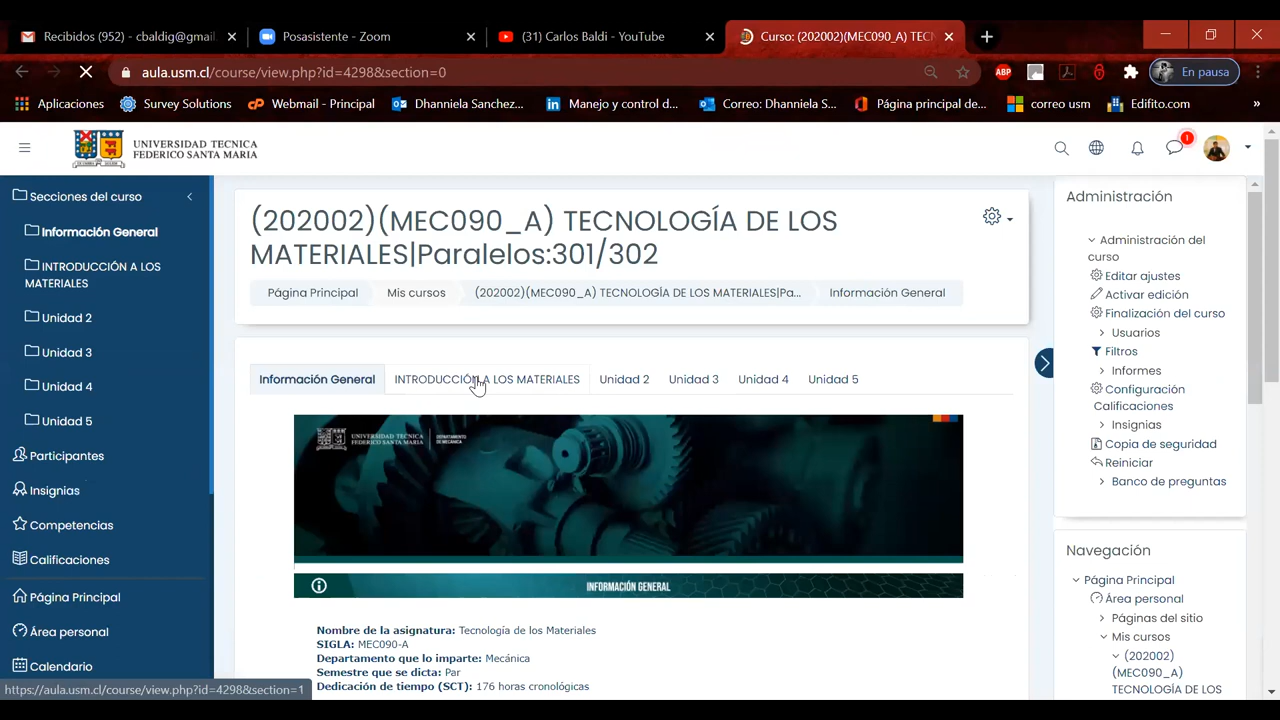 Recibidos (952) - cbaldig@gmail.
Posasistente - Zoom
(31) Carlos Baldi - YouTube
Curso: (202002)(MEC090_A) TECN
aula.usm.cl/course/view.php?id=4298&section=0
ABP
En pausa
Aplicaciones
Survey Solutions
Webmail - Principal
Dhanniela Sanchez...
Manejo y control d...
Correo: Dhanniela S...
Página principal de...
correo usm
Edifito.com
»
UNIVERSIDAD TECNICA
FEDERICO SANTA MARIA
1
Secciones del curso
Información General
INTRODUCCIÓN A LOS
MATERIALES
Unidad 2
Unidad 3
Unidad 4
Unidad 5
Participantes
Insignias
Competencias
Calificaciones
Página Principal
Área personal
Calendario
https://aula.usm.cl/course/view.php?id=4298&section=1
(202002)(MEC090_A) TECNOLOGÍA DE LOS
MATERIALES|Paralelos:301/302
Página Principal
Mis cursos
(202002)(MEC090_A) TECNOLOGÍA DE LOS MATERIALES|Pa...
Información General
Información General
INTRODUCCIÓN A LOS MATERIALES
Unidad 2
Unidad 3
Unidad 4
Unidad 5
UNIVERSIDAD TECNICA
FEDERICO SANTA MARIA
DEPARTAMENTO
DE MECÁNICA
INFORMACIÓN GENERAL
Nombre de la asignatura: Tecnología de los Materiales
SIGLA: MEC090-A
Departamento que lo imparte: Mecánica
Semestre que se dicta: Par
Dedicación de tiempo (SCT): 176 horas cronológicas
Administración
Administración del
curso
Editar ajustes
Activar edición
Finalización del curso
Usuarios
Filtros
Informes
Configuración
Calificaciones
Insignias
Copia de seguridad
Reiniciar
Banco de preguntas
Navegación
Página Principal
Área personal
Páginas del sitio
Mis cursos
(202002)
(MEC090_A)
TECNOLOGÍA DE LOS